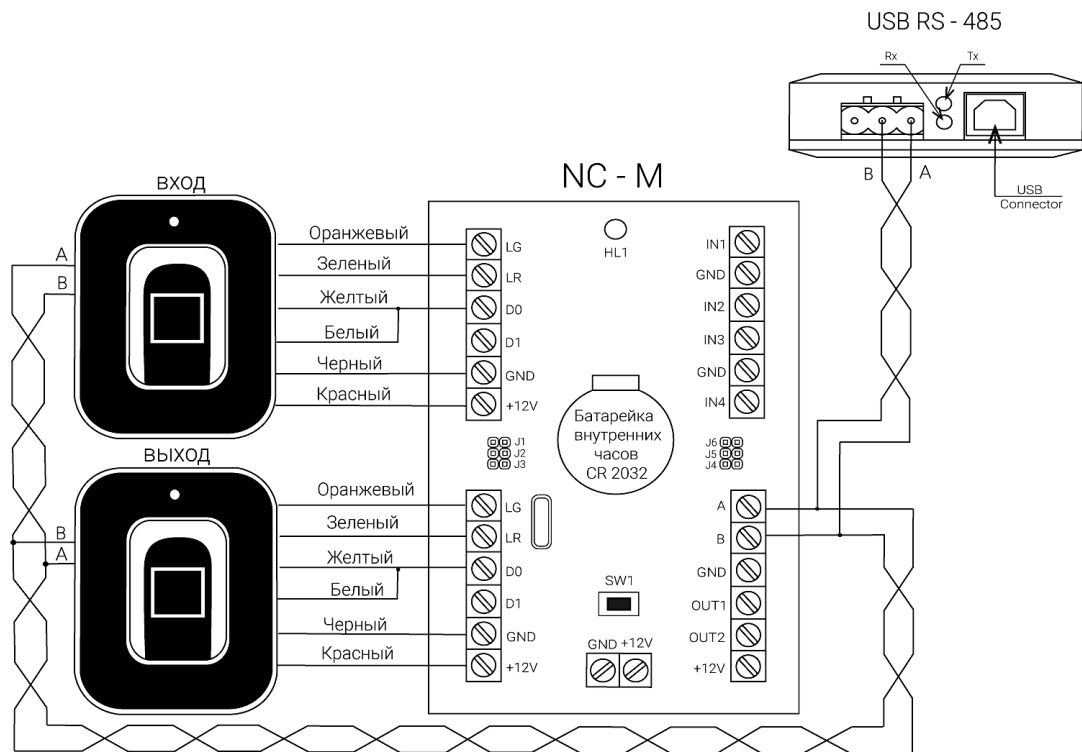 USB RS - 485
Rx
Tx
B
A
USB
Connector
NC - M
HL1
ВХОД
A
B
Оранжевый
Зеленый
Желтый
Белый
Черный
Красный
LG
LR
D0
D1
GND
+12V
IN1
GND
IN2
IN3
GND
IN4
Батарейка
внутренних
часов
CR 2032
J1
J2
J3
J6
J5
J4
ВЫХОД
B
A
Оранжевый
Зеленый
Желтый
Белый
Черный
Красный
LG
LR
D0
D1
GND
+12V
SW1
GND +12V
A
B
GND
OUT1
OUT2
+12V